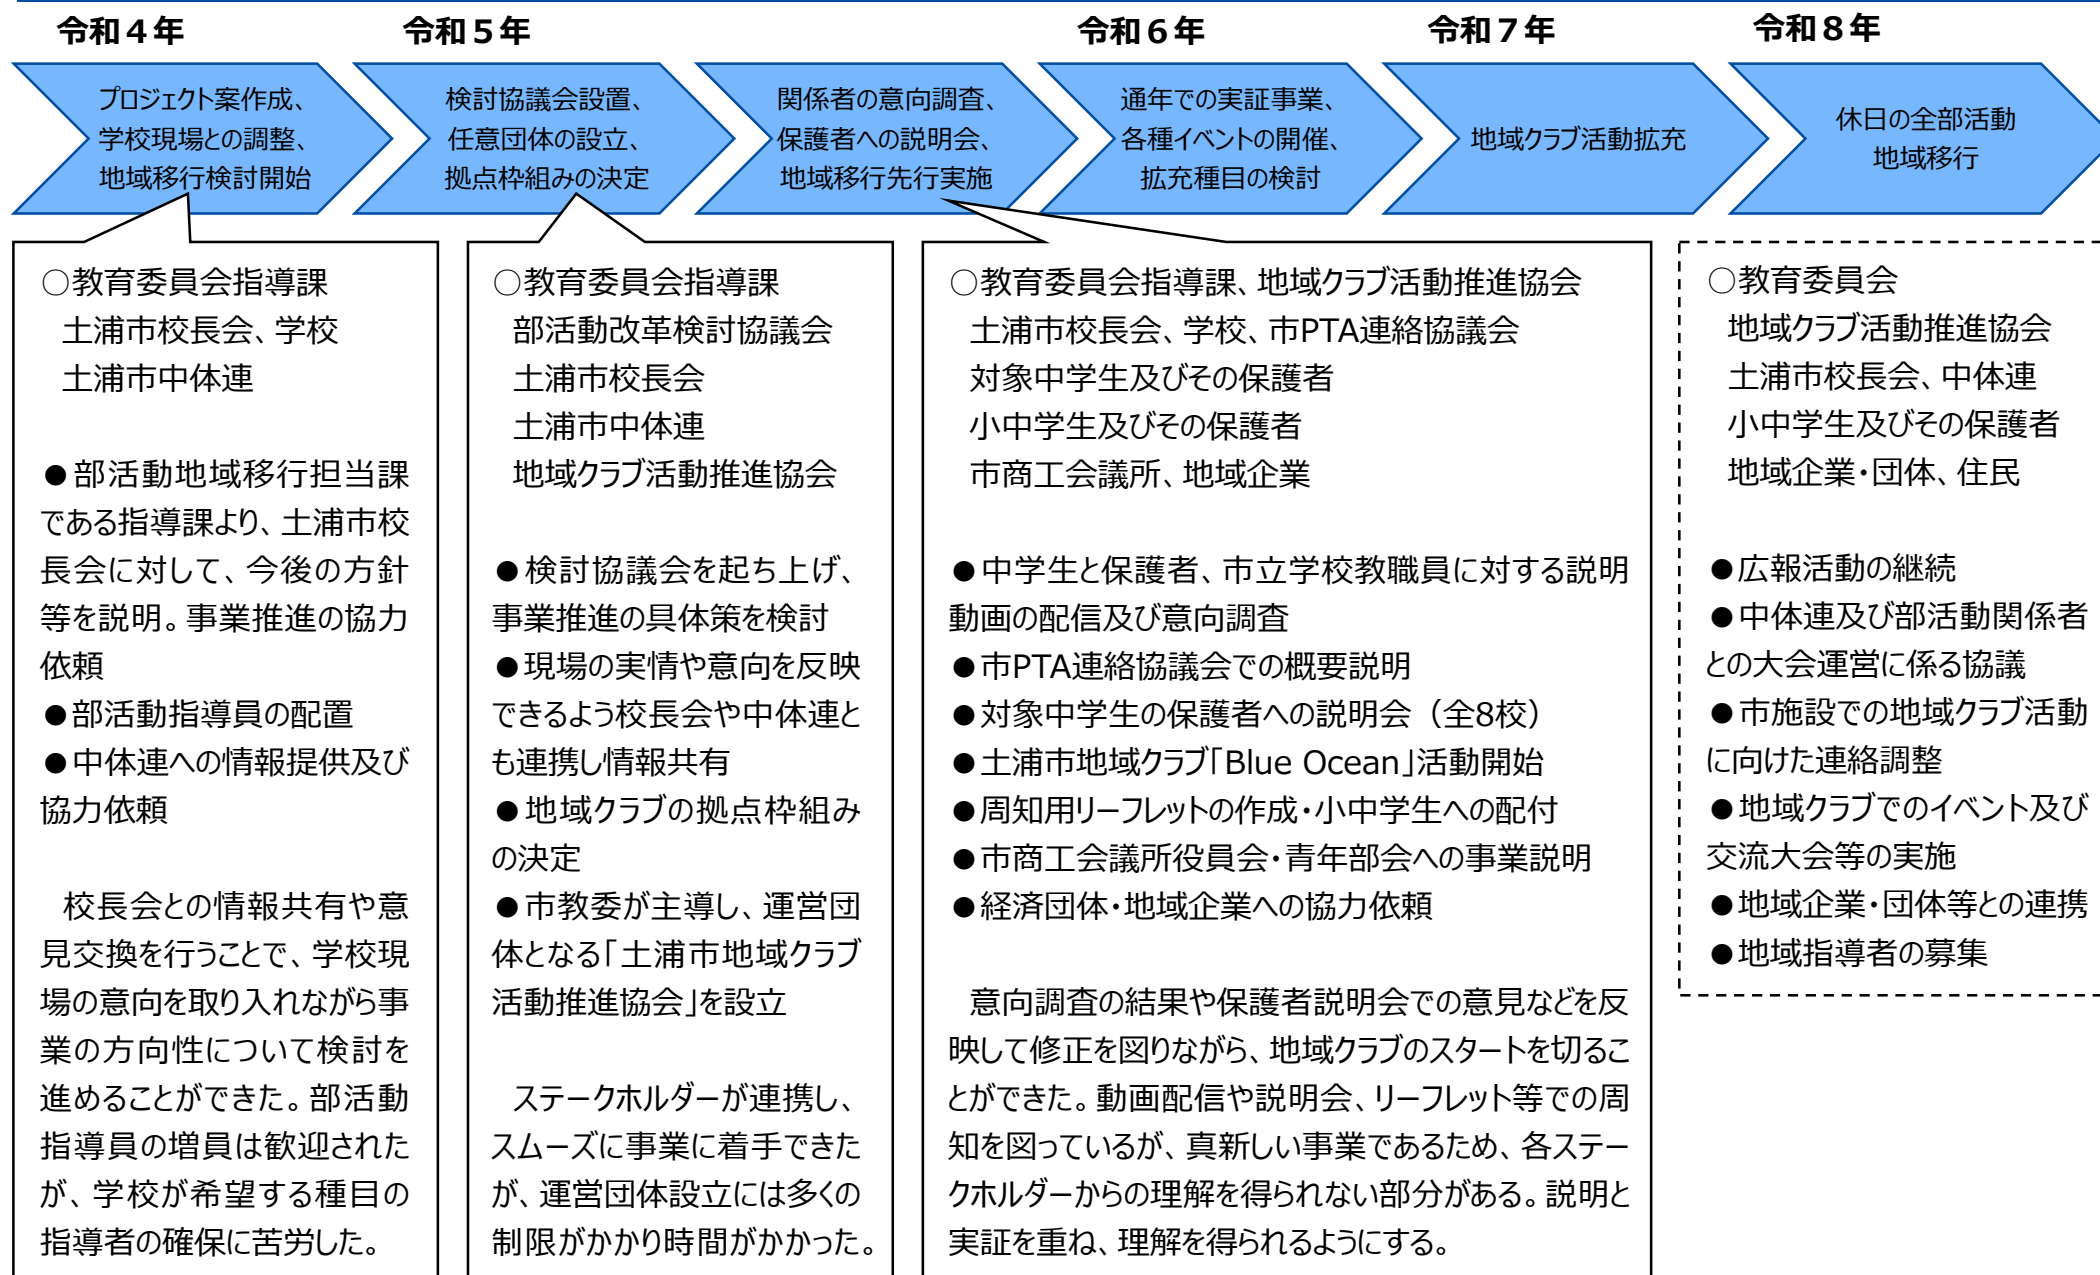 令和４年
令和５年
令和６年
令和７年
令和８年
プロジェクト案作成、
学校現場との調整、
地域移行検討開始
検討協議会設置、
任意団体の設立、
拠点枠組みの決定
関係者の意向調査、
保護者への説明会、
地域移行先行実施
通年での実証事業、
各種イベントの開催、
拡充種目の検討
地域クラブ活動拡充
休日の全部活動
地域移行
○教育委員会指導課
土浦市校長会、学校
土浦市中体連
●部活動地域移行担当課
である指導課より、土浦市校
長会に対して、今後の方針
等を説明。事業推進の協力
依頼
●部活動指導員の配置
●中体連への情報提供及び
協力依頼
校長会との情報共有や意
見交換を行うことで、学校現
場の意向を取り入れながら事
業の方向性について検討を
進めることができた。部活動
指導員の増員は歓迎された
が、学校が希望する種目の
指導者の確保に苦労した。
○教育委員会指導課
部活動改革検討協議会
土浦市校長会
土浦市中体連
地域クラブ活動推進協会
●検討協議会を起ち上げ、
事業推進の具体策を検討
●現場の実情や意向を反映
できるよう校長会や中体連と
も連携し情報共有
●地域クラブの拠点枠組み
の決定
●市教委が主導し、運営団
体となる「土浦市地域クラブ
活動推進協会」を設立
ステークホルダーが連携し、
スムーズに事業に着手できた
が、運営団体設立には多くの
制限がかかり時間がかかった。
○教育委員会指導課、地域クラブ活動推進協会
土浦市校長会、学校、市PTA連絡協議会
対象中学生及びその保護者
小中学生及びその保護者
市商工会議所、地域企業
●中学生と保護者、市立学校教職員に対する説明
動画の配信及び意向調査
●市PTA連絡協議会での概要説明
●対象中学生の保護者への説明会（全8校）
●土浦市地域クラブ「Blue Ocean」活動開始
●周知用リーフレットの作成・小中学生への配付
●市商工会議所役員会・青年部会への事業説明
●経済団体・地域企業への協力依頼
意向調査の結果や保護者説明会での意見などを反
映して修正を図りながら、地域クラブのスタートを切るこ
とができた。動画配信や説明会、リーフレット等での周
知を図っているが、真新しい事業であるため、各ステー
クホルダーからの理解を得られない部分がある。説明と
実証を重ね、理解を得られるようにする。
○教育委員会
地域クラブ活動推進協会
土浦市校長会、中体連
小中学生及びその保護者
地域企業・団体、住民
●広報活動の継続
●中体連及び部活動関係者
との大会運営に係る協議
●市施設での地域クラブ活動
に向けた連絡調整
●地域クラブでのイベント及び
交流大会等の実施
●地域企業・団体等との連携
●地域指導者の募集